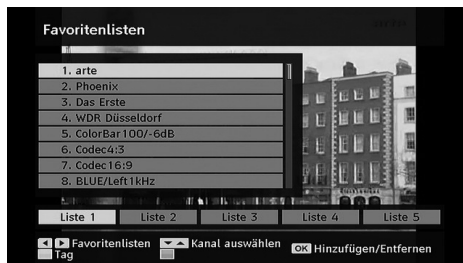 Favoritenlisten
1. arte
2. Phoenix
3. Das Erste
4. WDR Düsseldorf
5. ColorBar100/-6dB
6. Codec4:3
7. Codec16:9
8. BLUE/Left1kHz
Liste 1 Liste 2 Liste 3 Liste 4 Liste 5
Favoritenlisten Kanal auswählen OK Hinzufügen/Entfernen
Tag